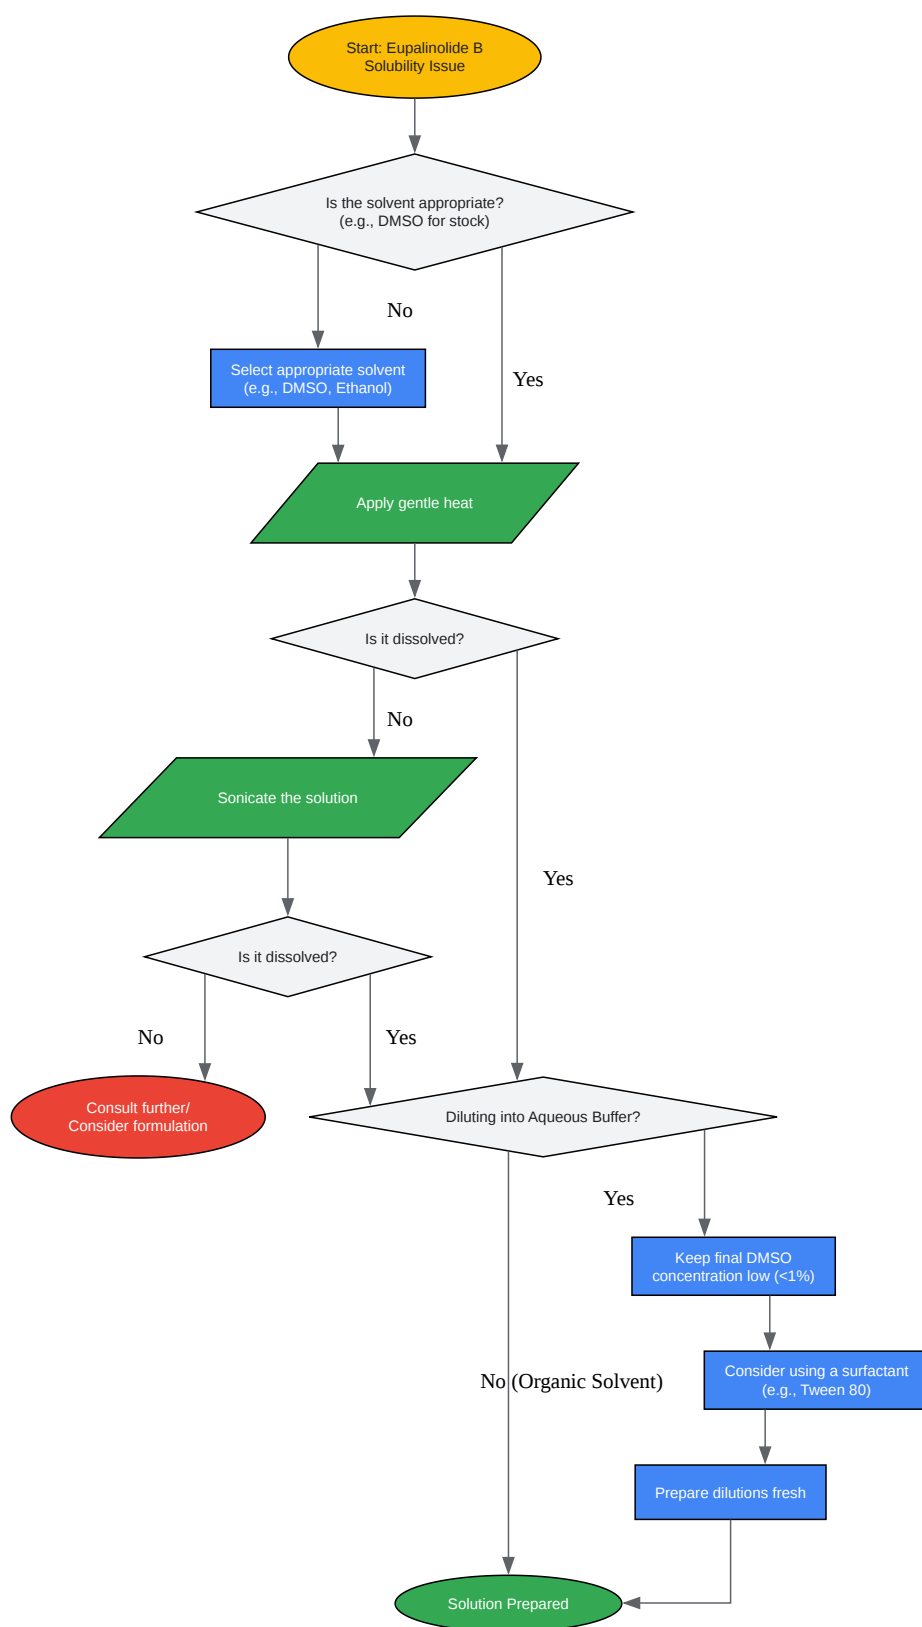 Start: Eupalinolide B
Solubility Issue
Is the solvent appropriate?
(e.g., DMSO for stock)
No
Select appropriate solvent
(e.g., DMSO, Ethanol)
Yes
Apply gentle heat
Is it dissolved?
No
Sonicate the solution
Yes
Is it dissolved?
No
Yes
Consult further/
Consider formulation
Diluting into Aqueous Buffer?
Yes
Keep final DMSO
concentration low (<1%)
No (Organic Solvent)
Consider using a surfactant
(e.g., Tween 80)
Prepare dilutions fresh
Solution Prepared